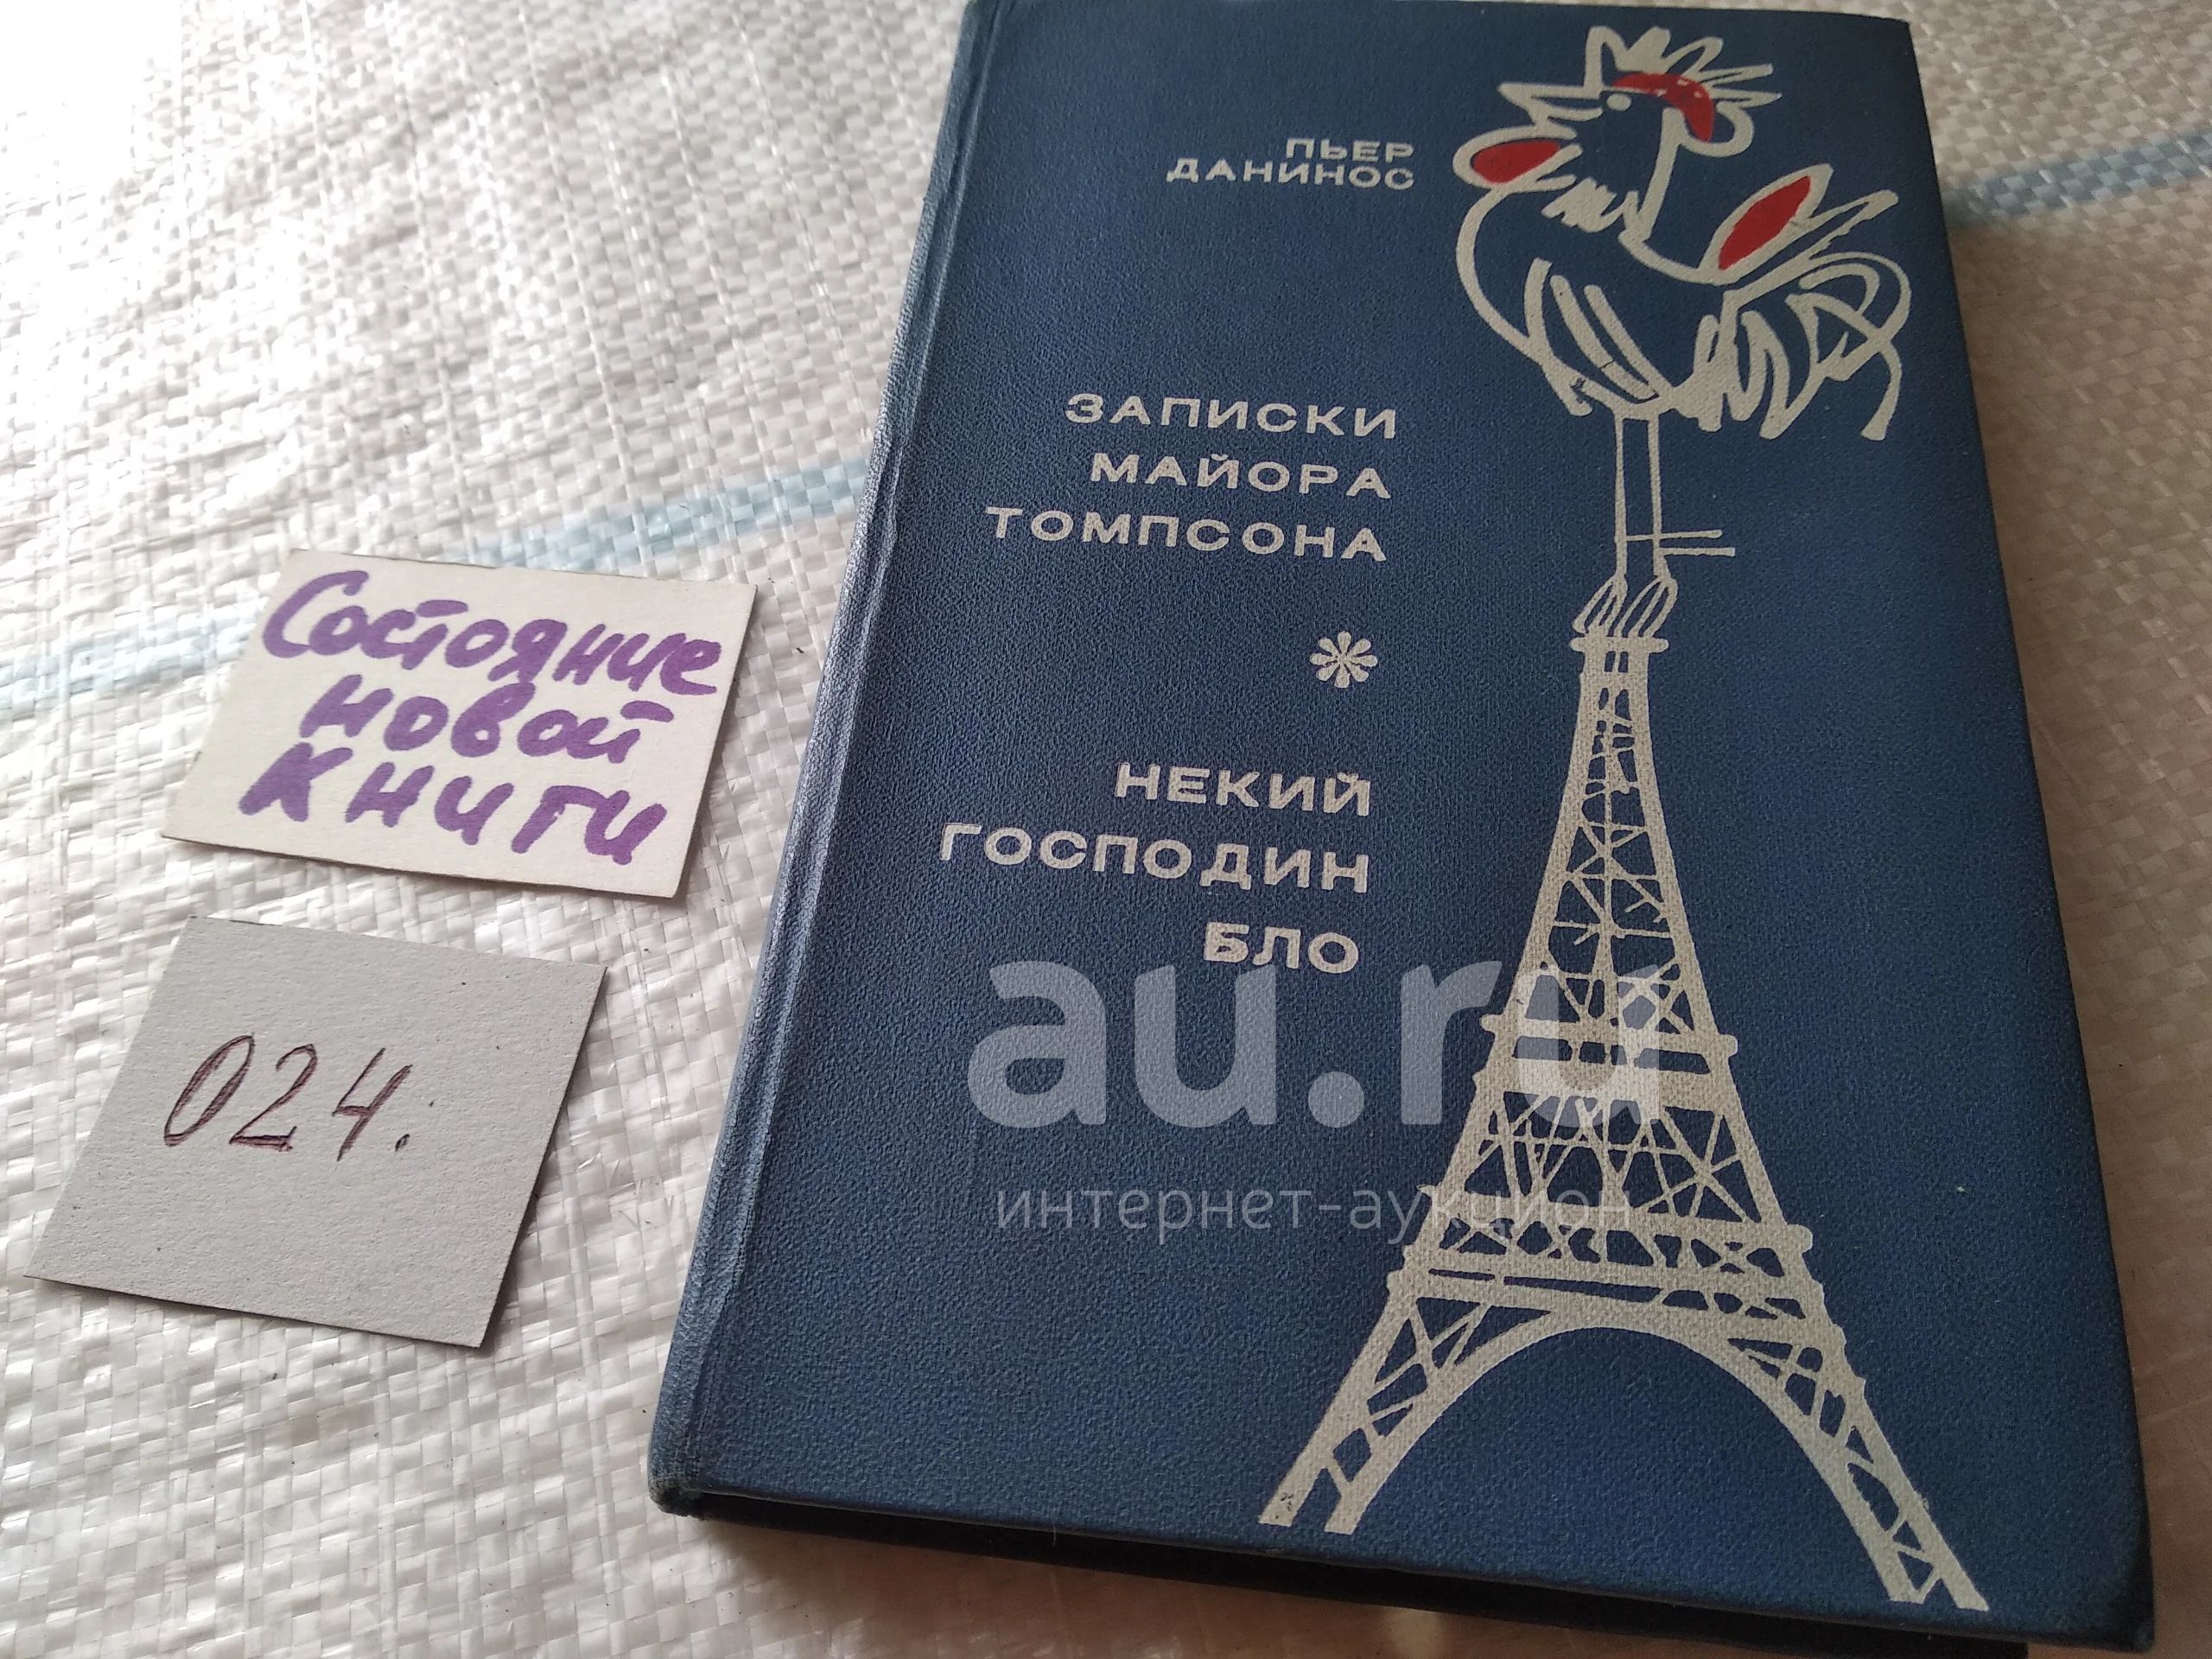 ПЬЕР
ДАНИНОС
ЗАПИСКИ
МАЙОРА
ТОМПСОНА
НЕКИЙ
ГОСПОДИН
БЛО
Состояние
новой
книги
024.
au.ru
интернет-аукцион